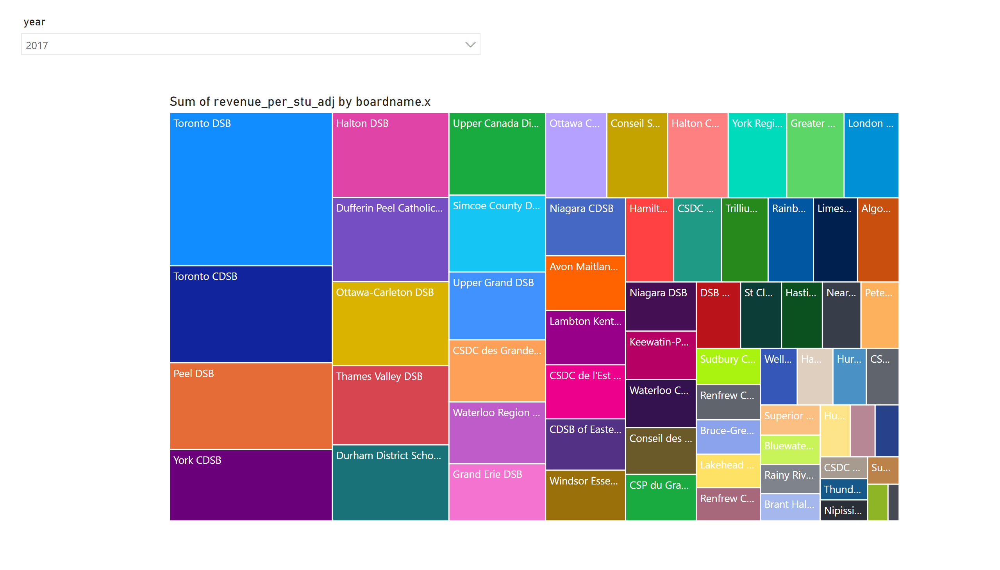 year
2017
Sum of revenue_per_stu_adj by boardname.x
Toronto DSB
Toronto CDSB
Peel DSB
York CDSB
Halton DSB
Dufferin Peel Catholic...
Ottawa-Carleton DSB
Thames Valley DSB
Durham District Scho...
Upper Canada Di...
Simcoe County D...
Upper Grand DSB
CSDC des Grande...
Waterloo Region ...
Grand Erie DSB
Ottawa C...
Conseil S...
Halton C...
York Regi...
Greater ...
London ...
Niagara CDSB
Avon Maitlan...
Lambton Kent...
CSDC de l'Est ...
CDSB of Easte...
Windsor Esse...
Hamilt...
CSDC ...
Trilliu...
Rainb...
Limes...
Algo...
Niagara DSB
Keewatin-P...
Waterloo C...
Conseil des ...
CSP du Gra...
DSB ...
St Cl...
Hasti...
Near...
Pete...
Sudbury C...
Renfrew C...
Bruce-Gre...
Lakehead ...
Renfrew C...
Well...
Ha...
Hur...
CS...
Superior ...
Bluewate...
Rainy Riv...
Brant Hal...
Hu...
CSDC ...
Thund...
Nipissi...
Su...